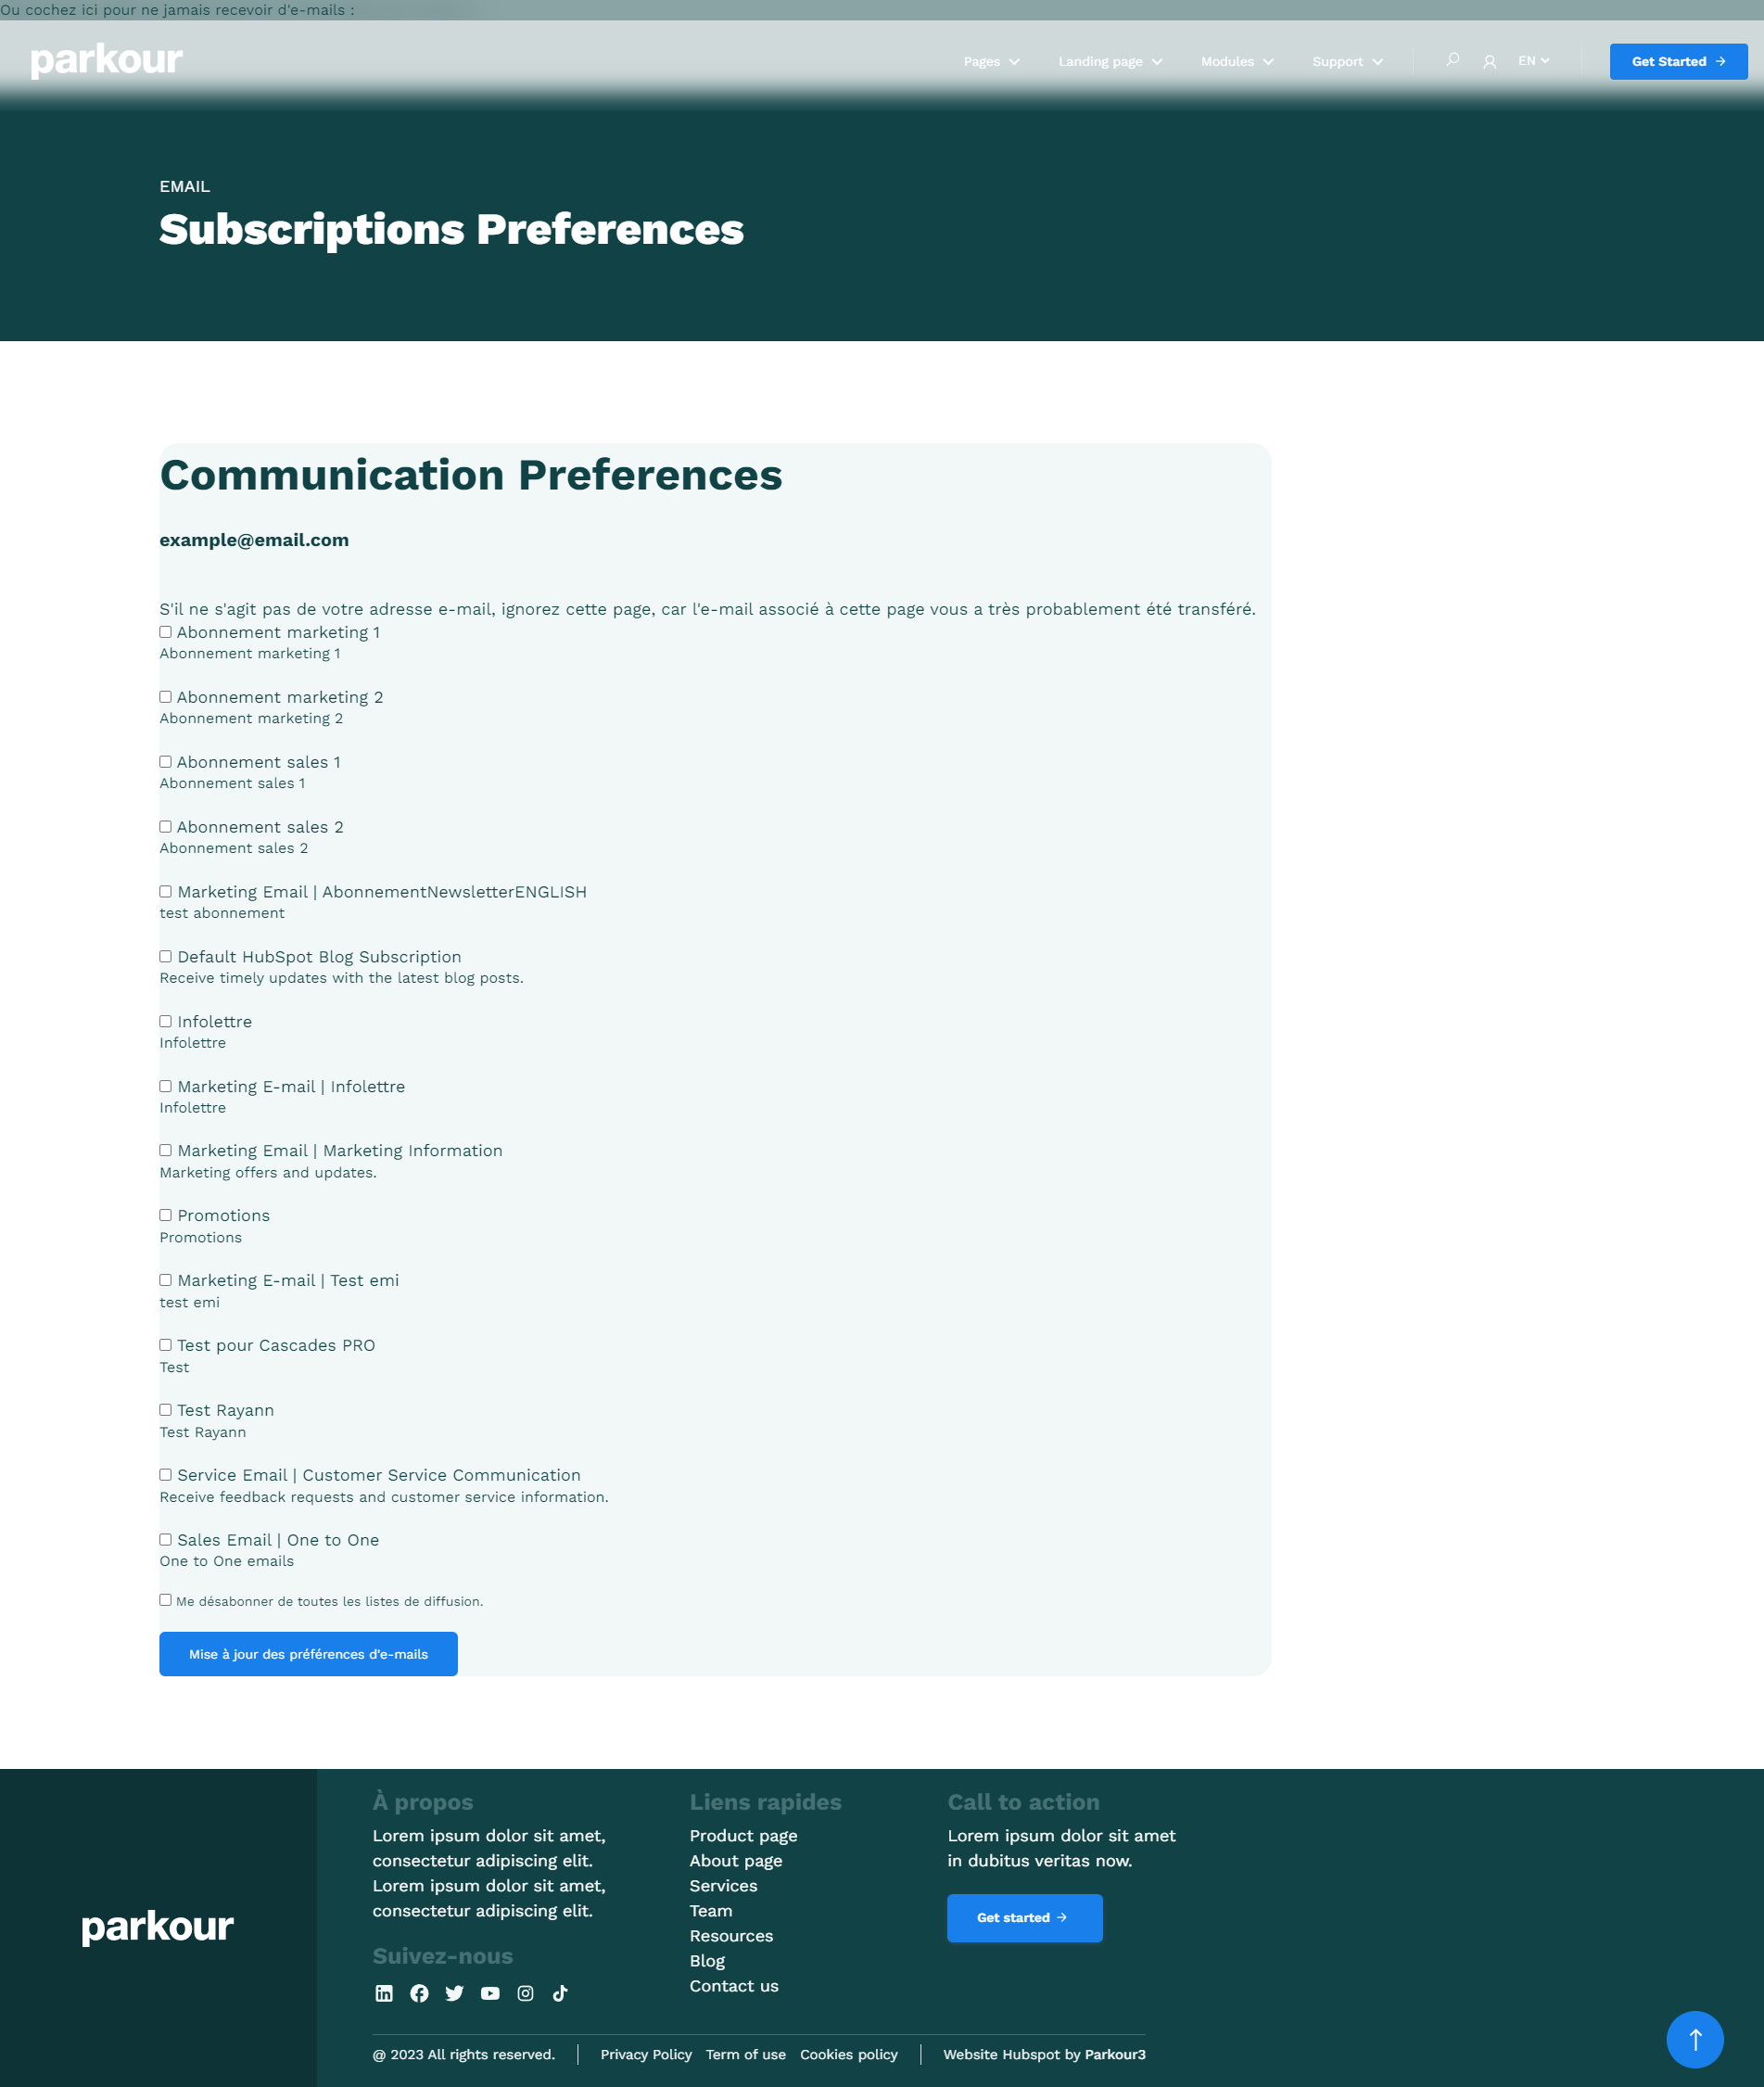 Ou cochez ici pour ne jamais recevoir d'e-mails :
parkour
Pages
Landing page
Modules
Support
EN
Get Started →
EMAIL
Subscriptions Preferences
Communication Preferences
example@email.com
S'il ne s'agit pas de votre adresse e-mail, ignorez cette page, car l'e-mail associé à cette page vous a très probablement été transféré.
Abonnement marketing 1
Abonnement marketing 1
Abonnement marketing 2
Abonnement marketing 2
Abonnement sales 1
Abonnement sales 1
Abonnement sales 2
Abonnement sales 2
Marketing Email | AbonnementNewsletterENGLISH
test abonnement
Default HubSpot Blog Subscription
Receive timely updates with the latest blog posts.
Infolettre
Infolettre
Marketing E-mail | Infolettre
Infolettre
Marketing Email | Marketing Information
Marketing offers and updates.
Promotions
Promotions
Marketing E-mail | Test emi
test emi
Test pour Cascades PRO
Test
Test Rayann
Test Rayann
Service Email | Customer Service Communication
Receive feedback requests and customer service information.
Sales Email | One to One
One to One emails
Me désabonner de toutes les listes de diffusion.
Mise à jour des préférences d'e-mails
parkour
À propos
Lorem ipsum dolor sit amet,
consectetur adipiscing elit.
Lorem ipsum dolor sit amet,
consectetur adipiscing elit.
Suivez-nous
Liens rapides
Product page
About page
Services
Team
Resources
Blog
Contact us
Call to action
Lorem ipsum dolor sit amet
in dubitus veritas now.
Get started →
@ 2023 All rights reserved.
Privacy Policy
Term of use
Cookies policy
Website Hubspot by Parkour3